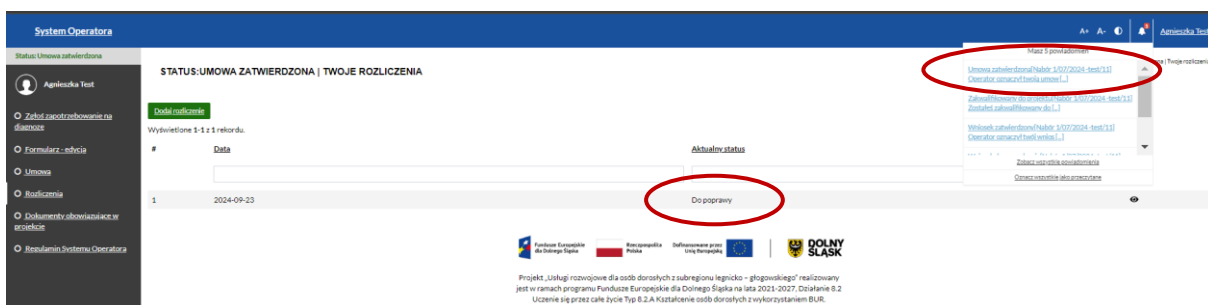 System Operatora
A+ A-
Agnieszka Test
Status: Umowa zatwierdzona
Agnieszka Test
Zgłoś zapotrzebowanie na
diagnozę
Formularz - edycja
Umowa
Rozliczenia
Dokumenty obowiązujące w
projekcie
Regulamin Systemu Operatora
STATUS:UMOWA ZATWIERDZONA | TWOJE ROZLICZENIA
| Twoje rozliczenia
Dodaj rozliczenie
Wyświetlone 1-1 z 1 rekordu.
# Data Aktualny status
1 2024-09-23 Do poprawy
Masz 5 powiadomień
Umowa zatwierdzona[Nabór 1/07/2024 -test/11]
Operator oznaczył twoją umow [...]
Zakwalifikowany do projektu[Nabór 1/07/2024 -test/11]
Zostałeś zakwalifikowany do [...]
Wniosek zatwierdzony[Nabór 1/07/2024 -test/11]
Operator oznaczył twój wnios [...]
Zobacz wszystkie powiadomienia
Oznacz wszystkie jako przeczytane
Fundusze Europejskie
dla Dolnego Śląska
Rzeczpospolita
Polska
Dofinansowane przez
Unię Europejską
DOLNY
ŚLĄSK
Projekt „Usługi rozwojowe dla osób dorosłych z subregionu legnicko – głogowskiego" realizowany
jest w ramach programu Fundusze Europejskie dla Dolnego Śląska na lata 2021-2027, Działanie 8.2
Uczenie się przez całe życie Typ 8.2.A Kształcenie osób dorosłych z wykorzystaniem BUR.